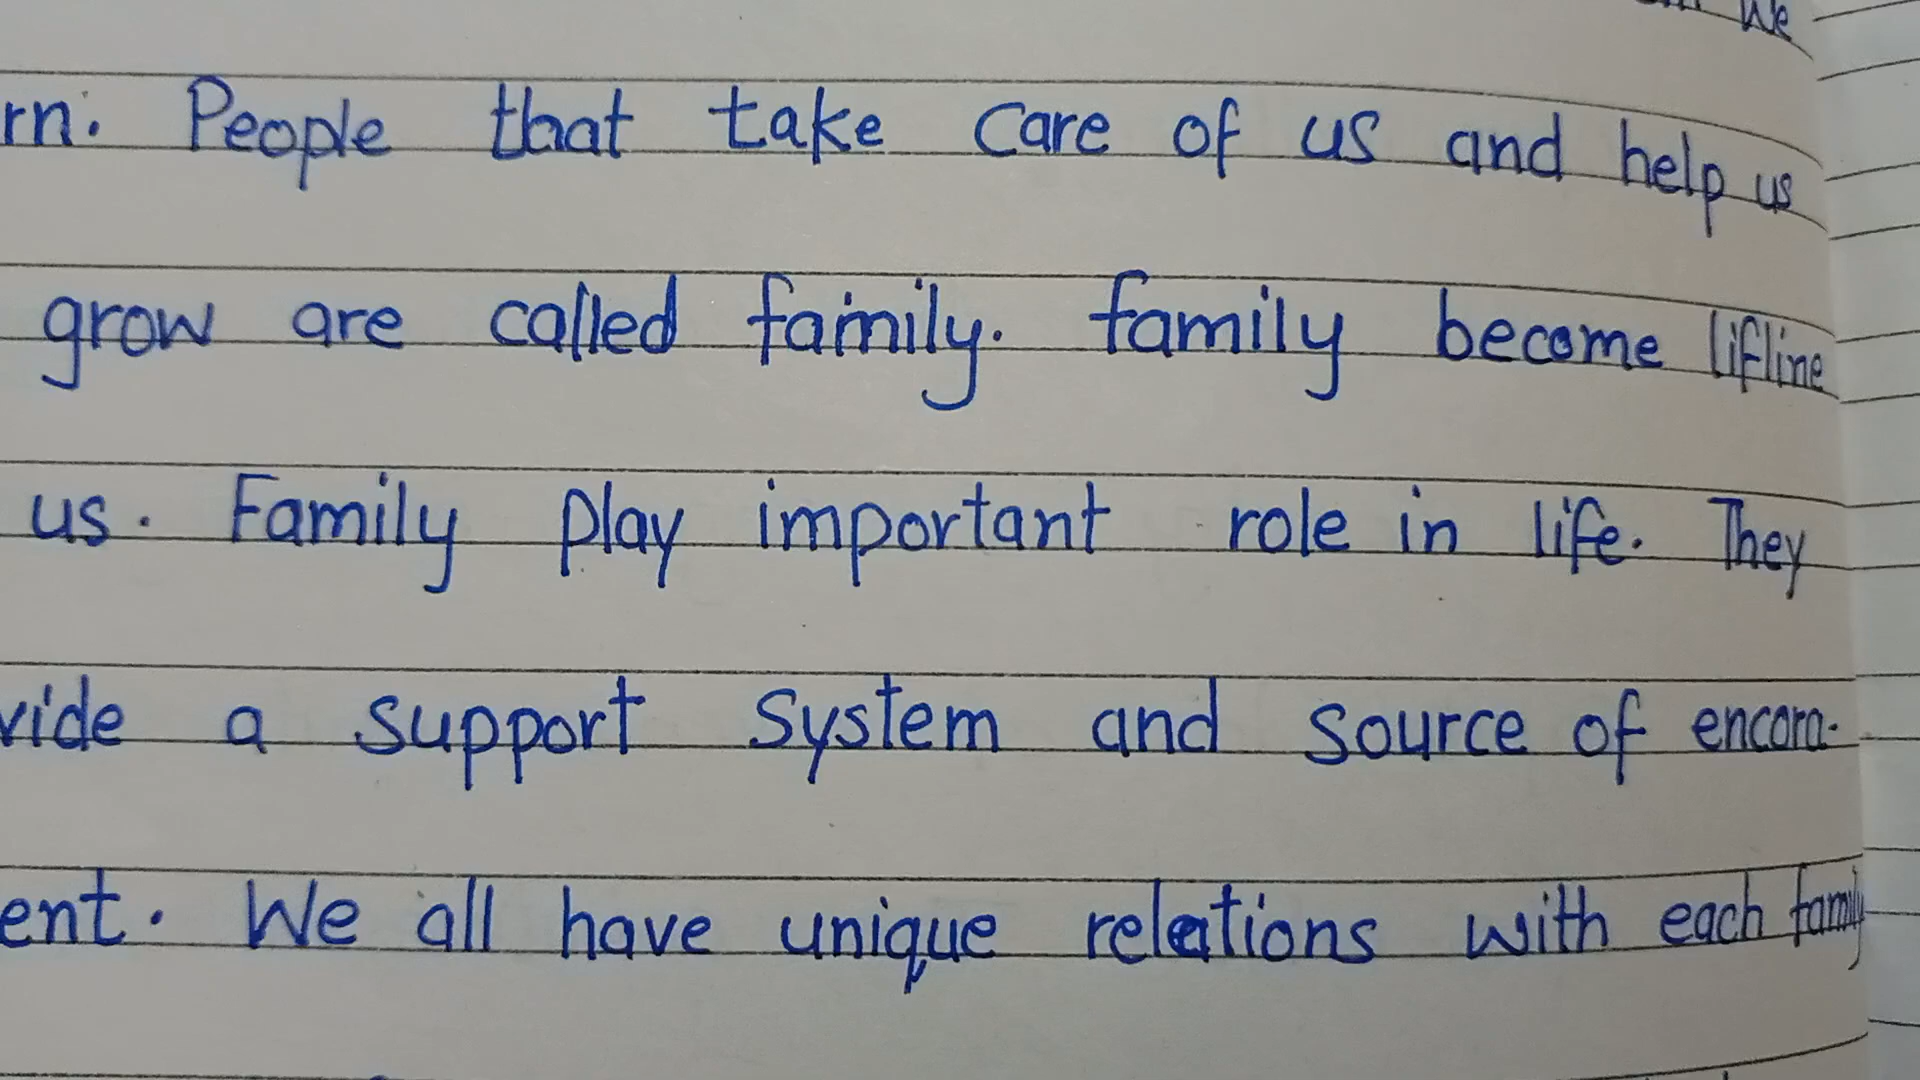 We
rn. People that take care of us and help us
grow are called family. family become lifline
us. Family play important role in life. They
vide a support system and source of encora-
ent. We all have unique relations with each family